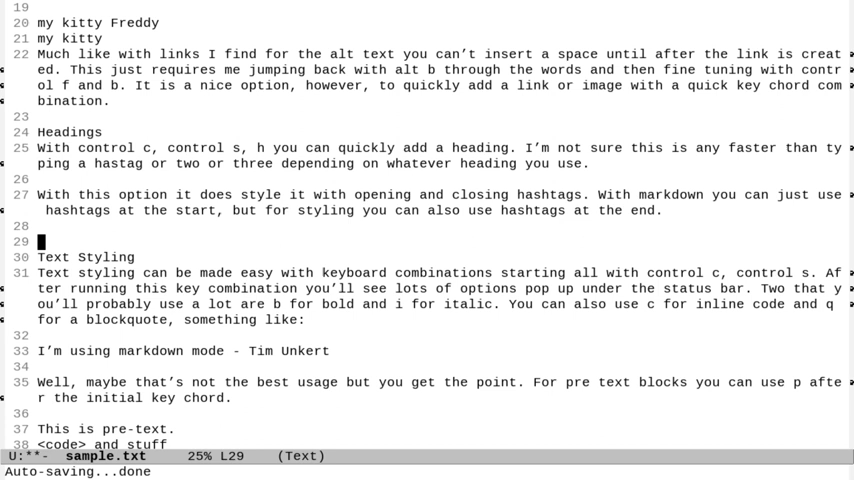 19
20 my kitty Freddy
21 my kitty
22 Much like with links I find for the alt text you can’t insert a space until after the link is creat
ed. This just requires me jumping back with alt b through the words and then fine tuning with contr
ol f and b. It is a nice option, however, to quickly add a link or image with a quick key chord com
bination.
23
24 Headings
25 With control c, control s, h you can quickly add a heading. I’m not sure this is any faster than ty
ping a hastag or two or three depending on whatever heading you use.
26
27 With this option it does style it with opening and closing hashtags. With markdown you can just use
hashtags at the start, but for styling you can also use hashtags at the end.
28
29
30 Text Styling
31 Text styling can be made easy with keyboard combinations starting all with control c, control s. Af
ter running this key combination you’ll see lots of options pop up under the status bar. Two that y
ou’ll probably use a lot are b for bold and i for italic. You can also use c for inline code and q
for a blockquote, something like:
32
33 I’m using markdown mode - Tim Unkert
34
35 Well, maybe that’s not the best usage but you get the point. For pre text blocks you can use p afte
r the initial key chord.
36
37 This is pre-text.
38 <code> and stuff
U:**- sample.txt 25% L29 (Text)
Auto-saving...done